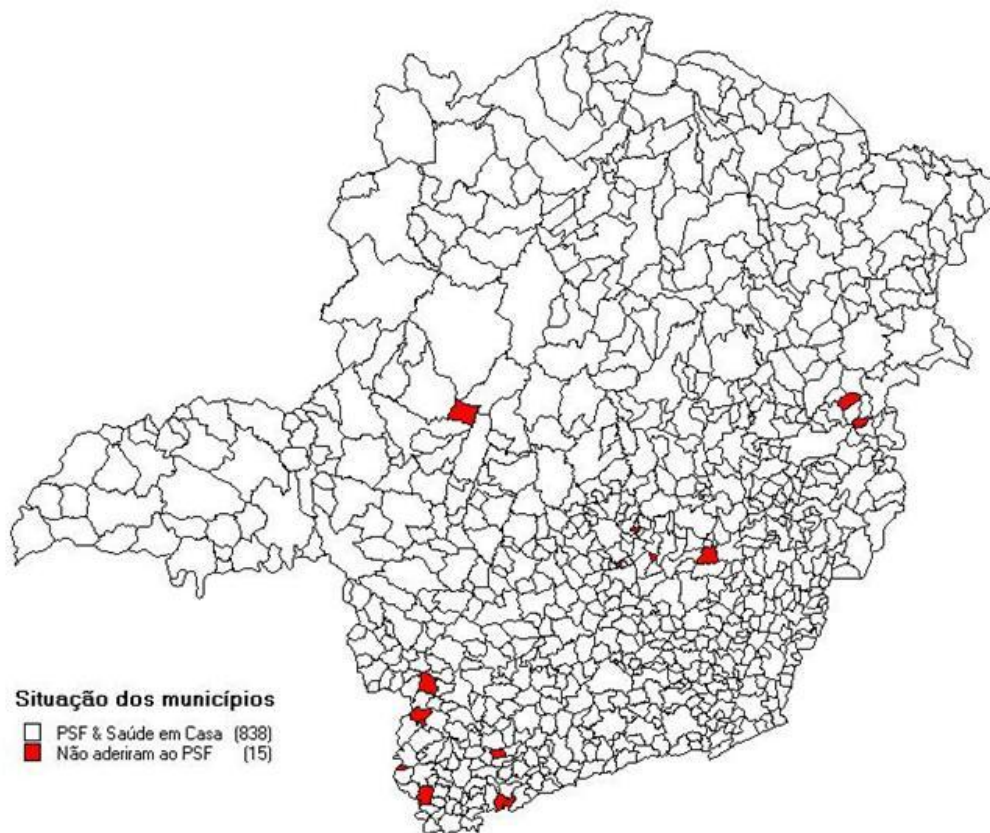 Situação dos municípios
PSF & Saúde em Casa (838)
Não aderiram ao PSF (15)